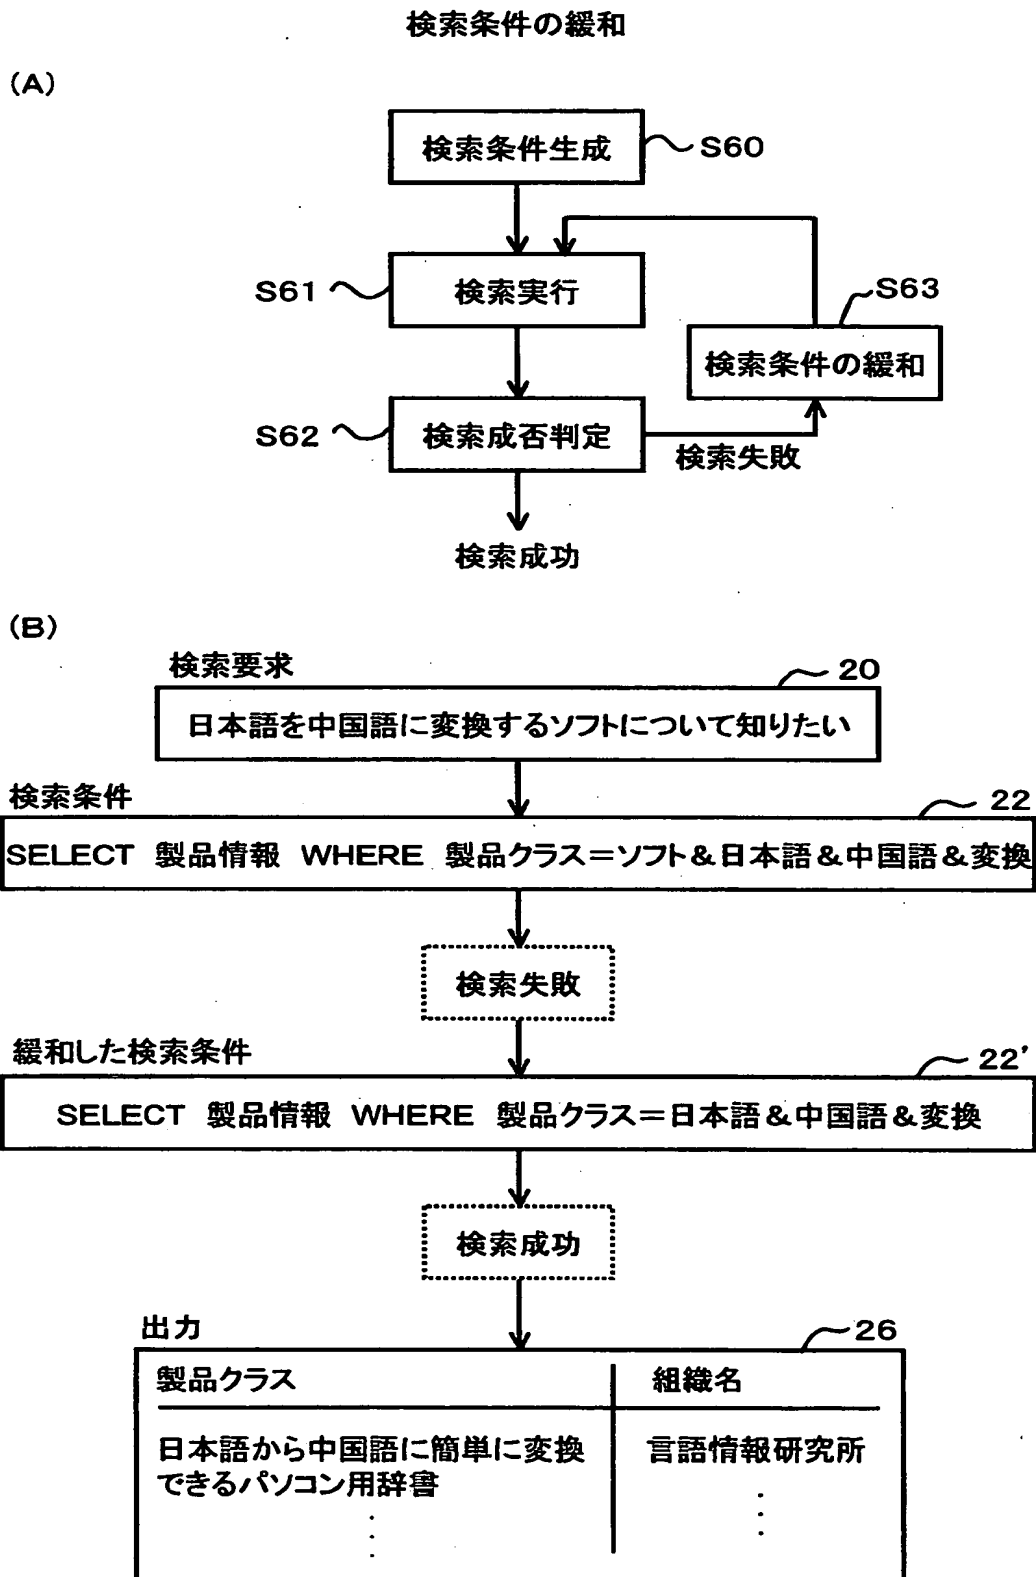 検索条件の緩和
(A)
検索条件生成
S60
S61
検索実行
S63
検索条件の緩和
S62
検索成否判定
検索失敗
検索成功
(B)
検索要求
20
日本語を中国語に変換するソフトについて知りたい
検索条件
22
SELECT 製品情報 WHERE 製品クラス=ソフト&日本語&中国語&変換
検索失敗
緩和した検索条件
22'
SELECT 製品情報 WHERE 製品クラス=日本語&中国語&変換
検索成功
出力
26
製品クラス 組織名
日本語から中国語に簡単に変換 言語情報研究所
できるパソコン用辞書